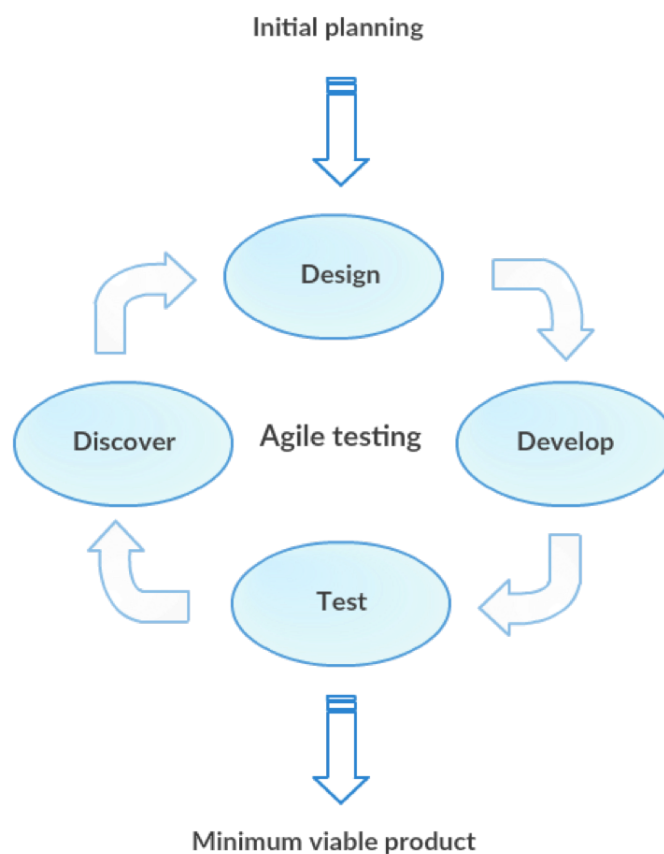 Initial planning
Design
Discover
Agile testing
Develop
Test
Minimum viable product